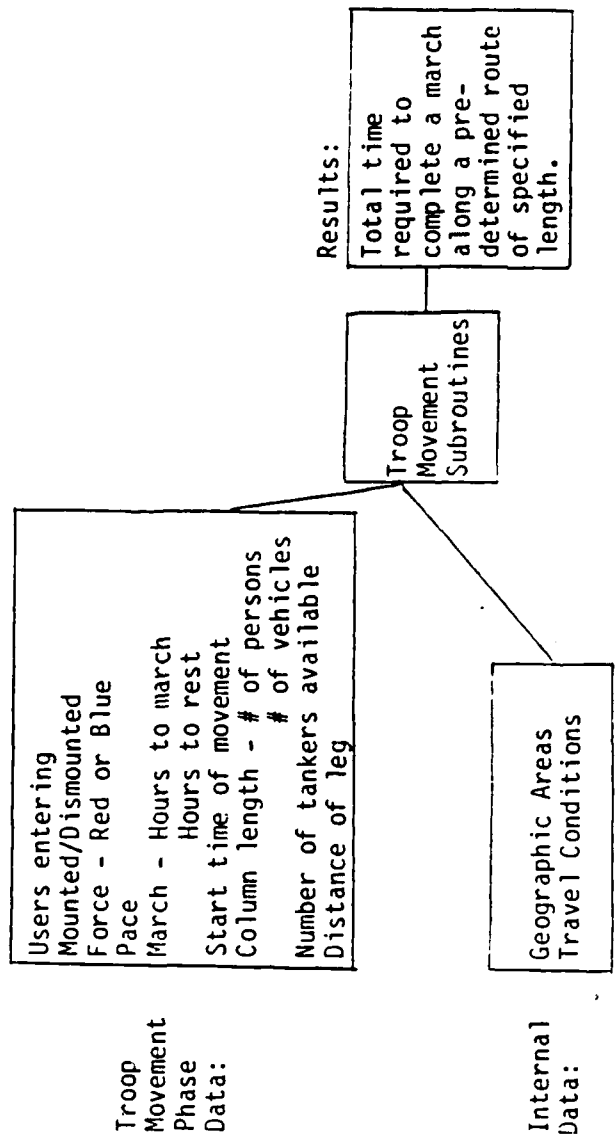 Troop
Movement
Phase
Data:
Users entering
Mounted/Dismounted
Force - Red or Blue
Pace
March - Hours to march
Hours to rest
Start time of movement
Column length - # of persons
# of vehicles
Number of tankers available
Distance of leg
Internal
Data:
Geographic Areas
Travel Conditions
Troop
Movement
Subroutines
Results:
Total time
required to
complete a march
along a pre-
determined route
of specified
length.